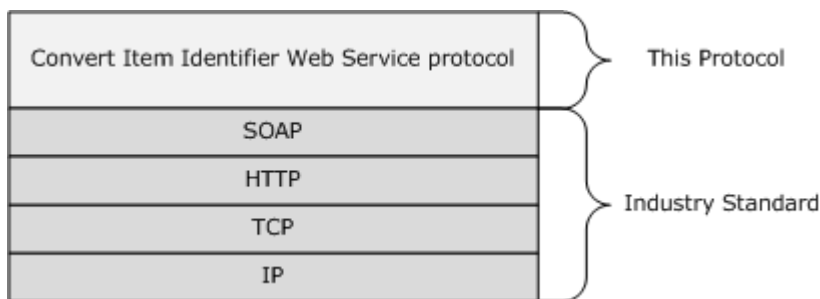 Convert Item Identifier Web Service protocol
This Protocol
SOAP
HTTP
TCP
IP
Industry Standard